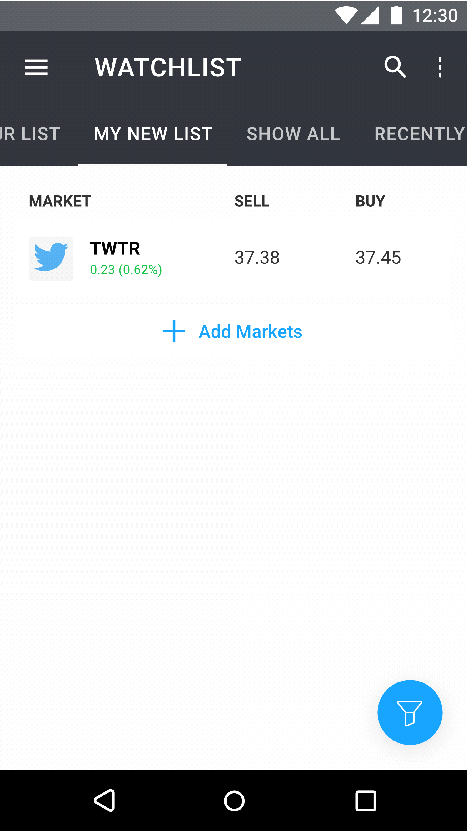 12:30
WATCHLIST
UR LIST MY NEW LIST SHOW ALL RECENTLY
MARKET SELL BUY
TWTR 37.38 37.45
0.23 (0.62%)
Add Markets